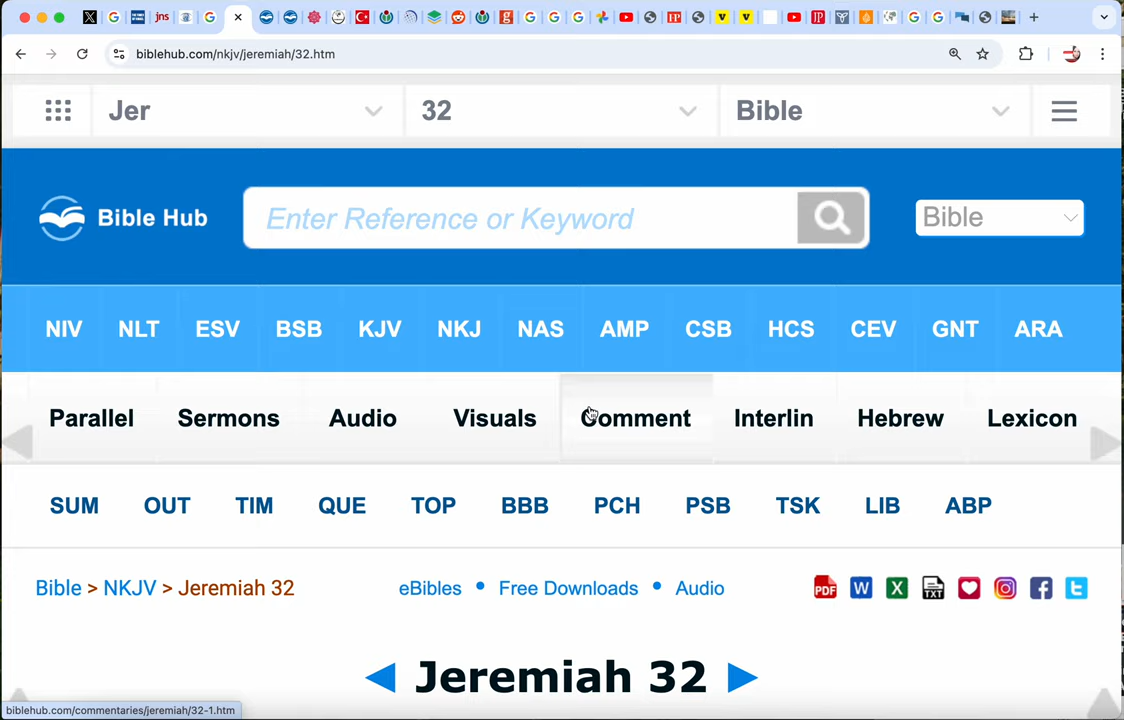 jns
biblehub.com/nkjv/jeremiah/32.htm
Jer 32 Bible
Bible Hub Enter Reference or Keyword Bible
NIV NLT ESV BSB KJV NKJ NAS AMP CSB HCS CEV GNT ARA
Parallel Sermons Audio Visuals Comment Interlin Hebrew Lexicon
SUM OUT TIM QUE TOP BBB PCH PSB TSK LIB ABP
Bible > NKJV > Jeremiah 32 eBibles • Free Downloads • Audio PDF W X TXT
◄ Jeremiah 32 ►
biblehub.com/commentaries/jeremiah/32-1.htm